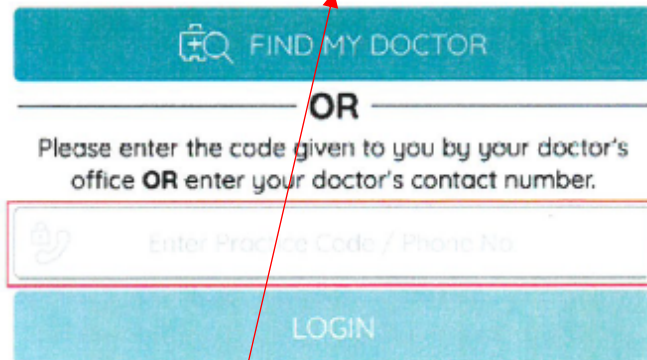 FIND MY DOCTOR
OR
Please enter the code given to you by your doctor's
office OR enter your doctor's contact number.
Enter Practice Code / Phone No.
LOGIN